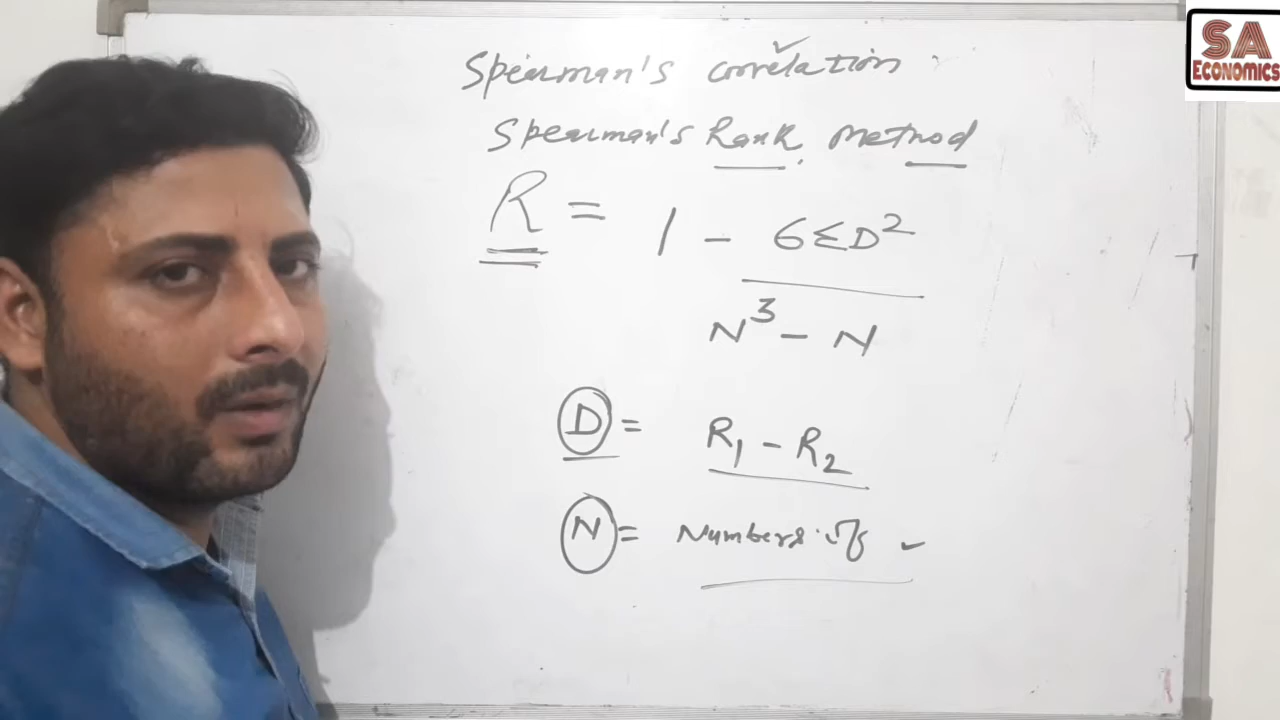 SA
ECONOMICS
Spearman's correlation
Spearman's Rank Method
R = 1 - 6ΣD²
N³ - N
D = R₁ - R₂
N = Numbers of